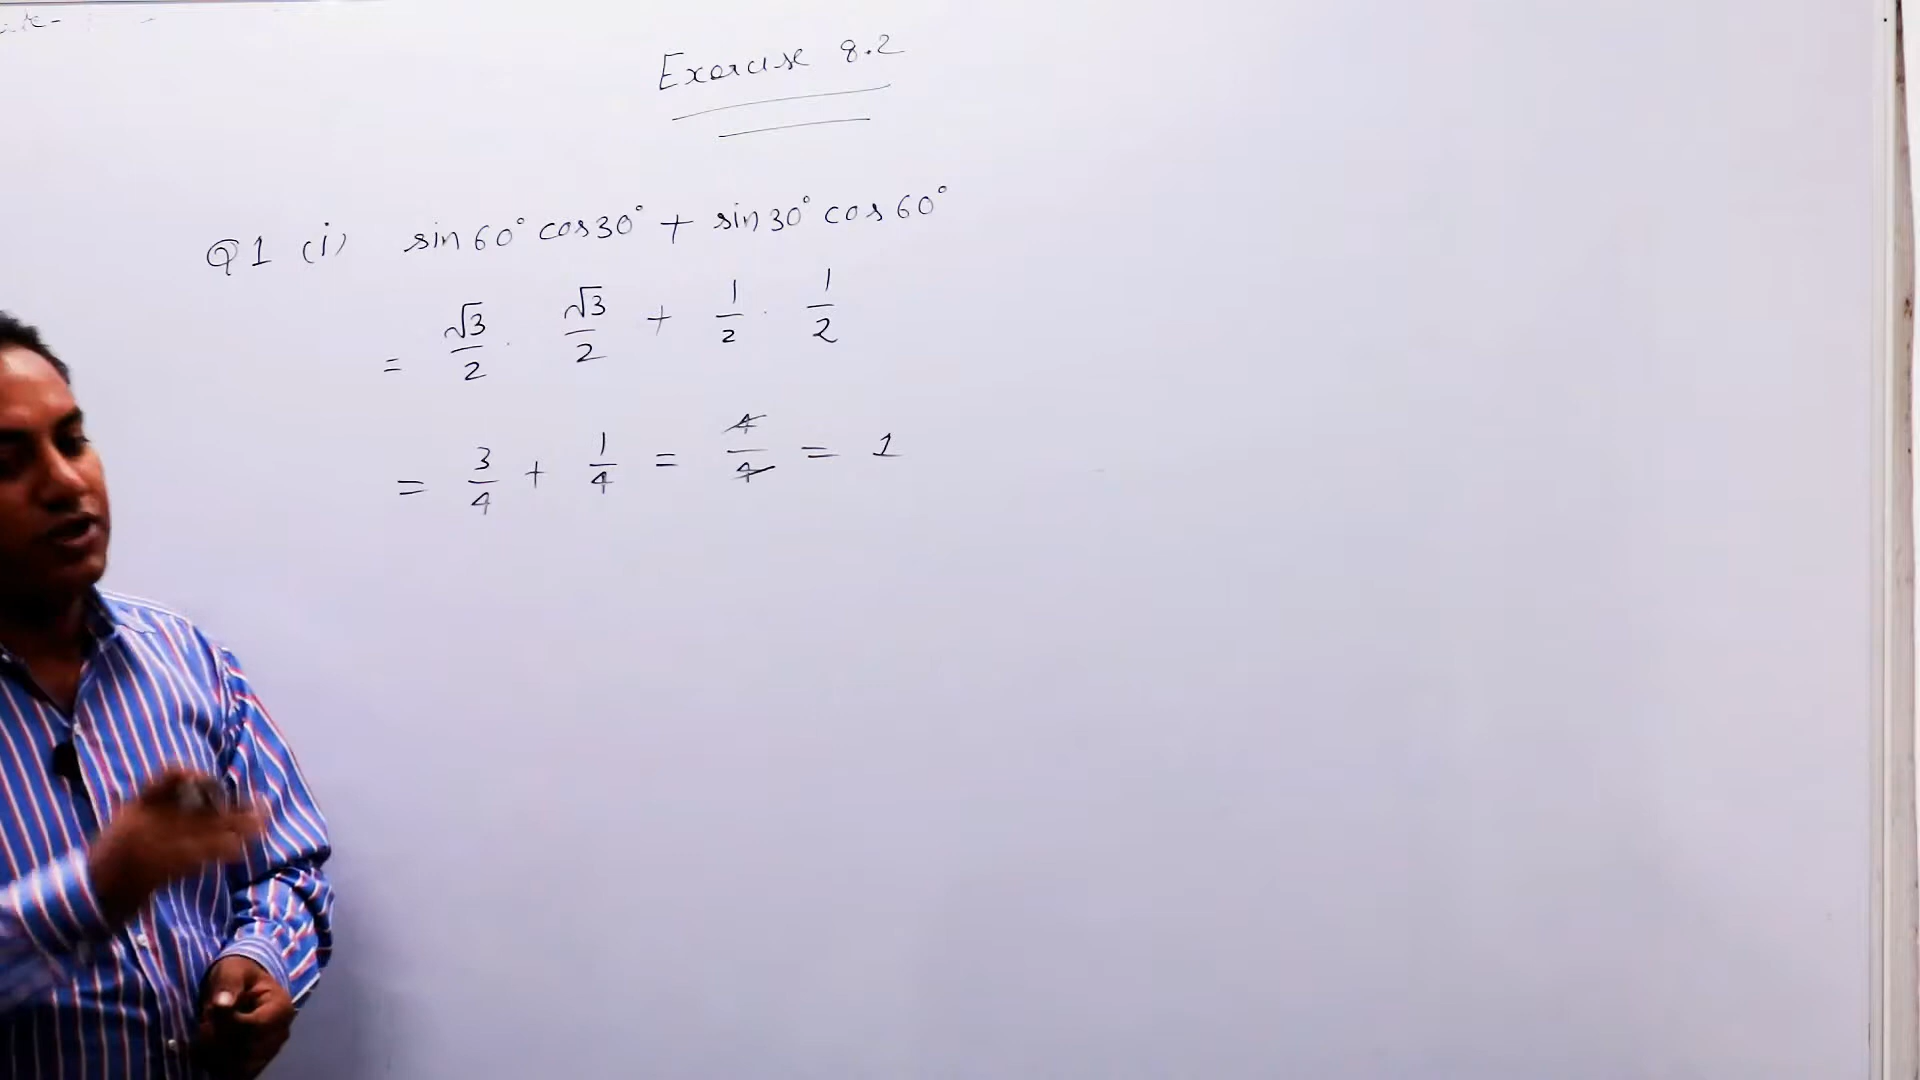 Exercise 8.2
Q1 (i) sin 60° cos 30° + sin 30° cos 60°
= √3/2 · √3/2 + 1/2 · 1/2
= 3/4 + 1/4 = 4/4 = 1